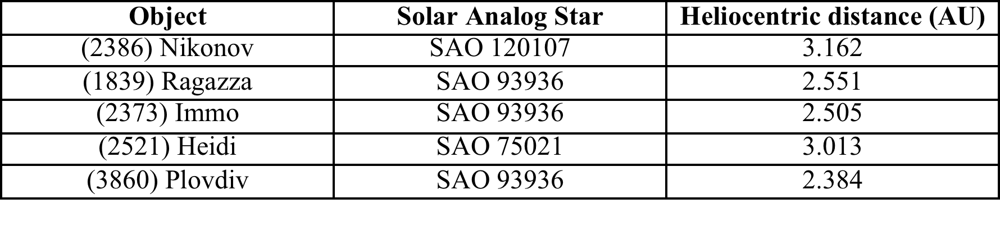 Object Solar Analog Star Heliocentric distance (AU)
(2386) Nikonov SAO 120107 3.162
(1839) Ragazza SAO 93936 2.551
(2373) Immo SAO 93936 2.505
(2521) Heidi SAO 75021 3.013
(3860) Plovdiv SAO 93936 2.384